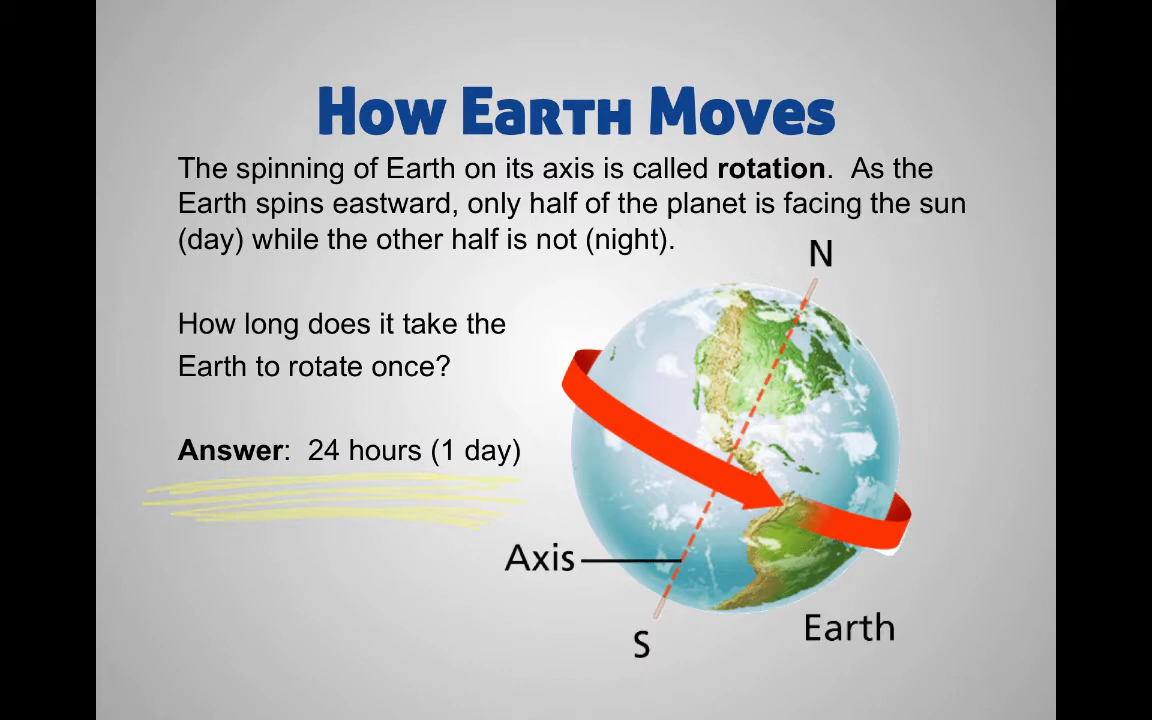 How Earth Moves
The spinning of Earth on its axis is called rotation.  As the
Earth spins eastward, only half of the planet is facing the sun
(day) while the other half is not (night).
N
How long does it take the
Earth to rotate once?
Answer:  24 hours (1 day)
Axis
S
Earth